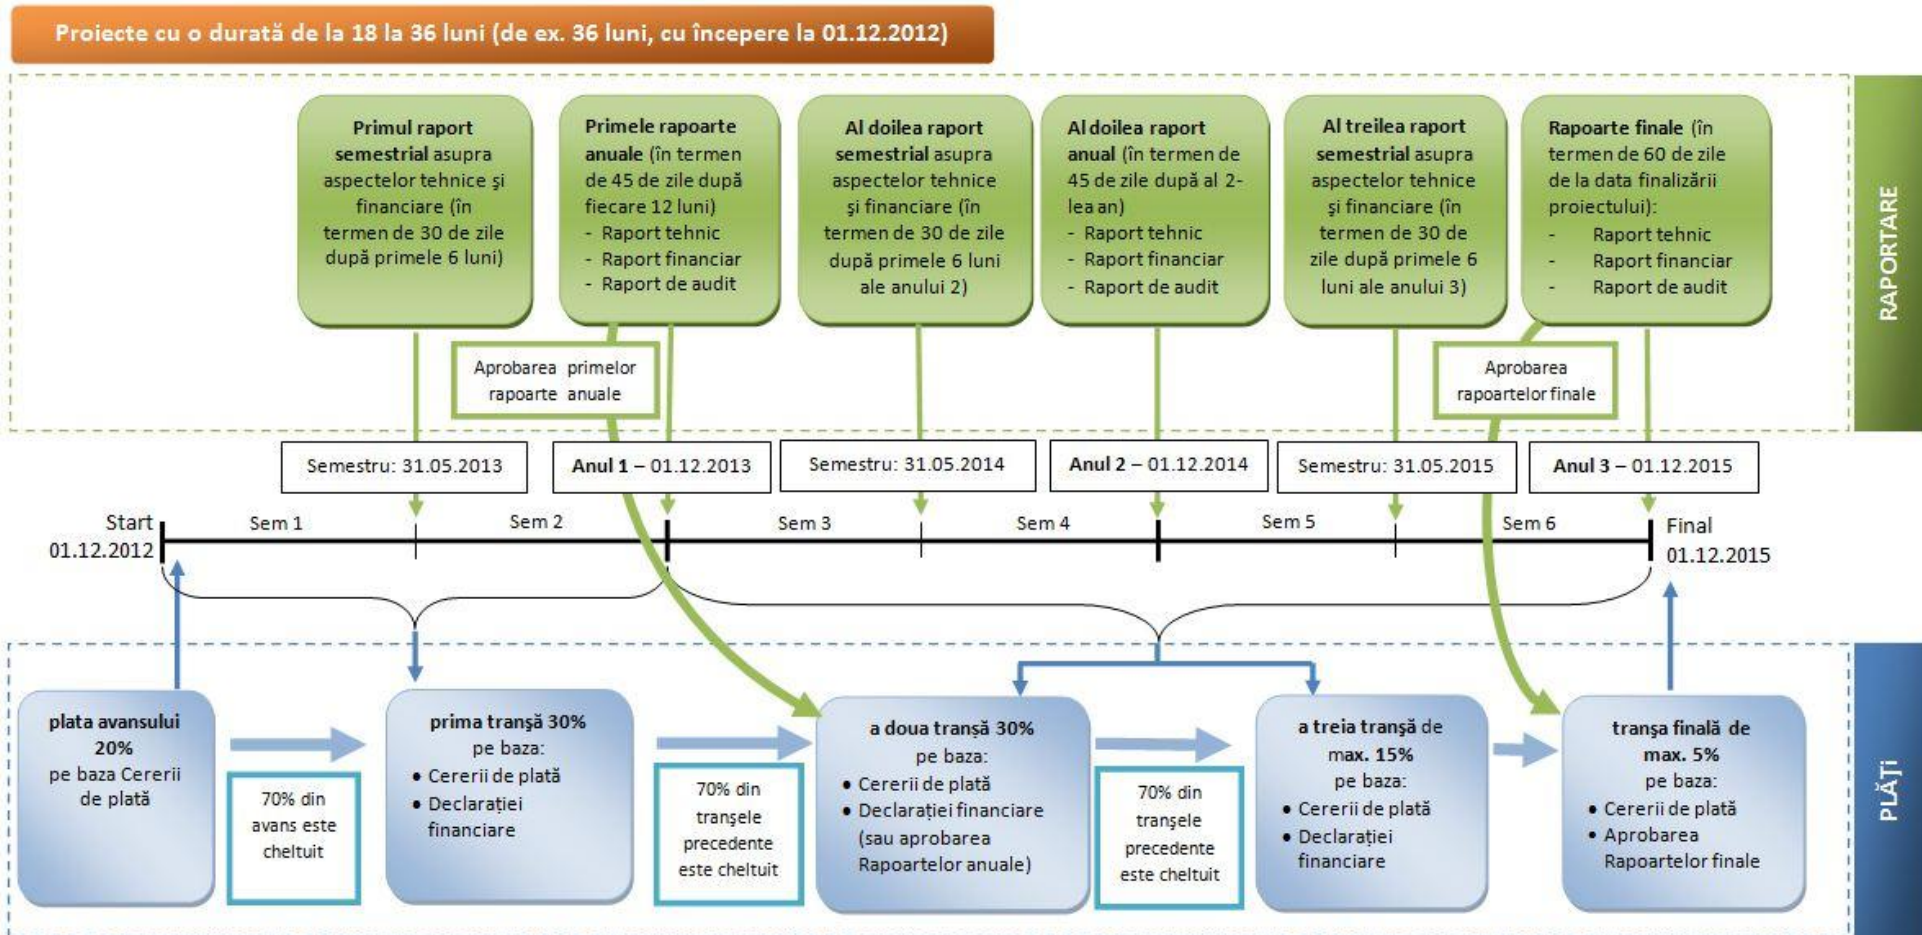 Proiecte cu o durată de la 18 la 36 luni (de ex. 36 luni, cu începere la 01.12.2012)
RAPORTARE
Primul raport
semestrial asupra
aspectelor tehnice şi
financiare (în
termen de 30 de zile
după primele 6 luni)
Primele rapoarte
anuale (în termen
de 45 de zile după
fiecare 12 luni)
- Raport tehnic
- Raport financiar
- Raport de audit
Al doilea raport
semestrial asupra
aspectelor tehnice
şi financiare (în
termen de 30 de zile
după primele 6 luni
ale anului 2)
Al doilea raport
anual (în termen de
45 de zile după al 2-
lea an)
- Raport tehnic
- Raport financiar
- Raport de audit
Al treilea raport
semestrial asupra
aspectelor tehnice
şi financiare (în
termen de 30 de
zile după primele 6
luni ale anului 3)
Rapoarte finale (în
termen de 60 de zile
de la data finalizării
proiectului):
- Raport tehnic
- Raport financiar
- Raport de audit
Aprobarea primelor
rapoarte anuale
Aprobarea
rapoartelor finale
Semestru: 31.05.2013
Anul 1 – 01.12.2013
Semestru: 31.05.2014
Anul 2 – 01.12.2014
Semestru: 31.05.2015
Anul 3 – 01.12.2015
Start
01.12.2012
Sem 1
Sem 2
Sem 3
Sem 4
Sem 5
Sem 6
Final
01.12.2015
PLĂŢi
plata avansului
20%
pe baza Cererii
de plată
70% din
avans este
cheltuit
prima tranşă 30%
pe baza:
• Cererii de plată
• Declaraţiei
financiare
70% din
tranşele
precedente
este cheltuit
a doua tranșă 30%
pe baza:
• Cererii de plată
• Declaraţiei financiare
(sau aprobarea
Rapoartelor anuale)
70% din
tranşele
precedente
este cheltuit
a treia tranşă de
max. 15%
pe baza:
• Cererii de plată
• Declaraţiei
financiare
tranşa finală de
max. 5%
pe baza:
• Cererii de plată
• Aprobarea
Rapoartelor finale